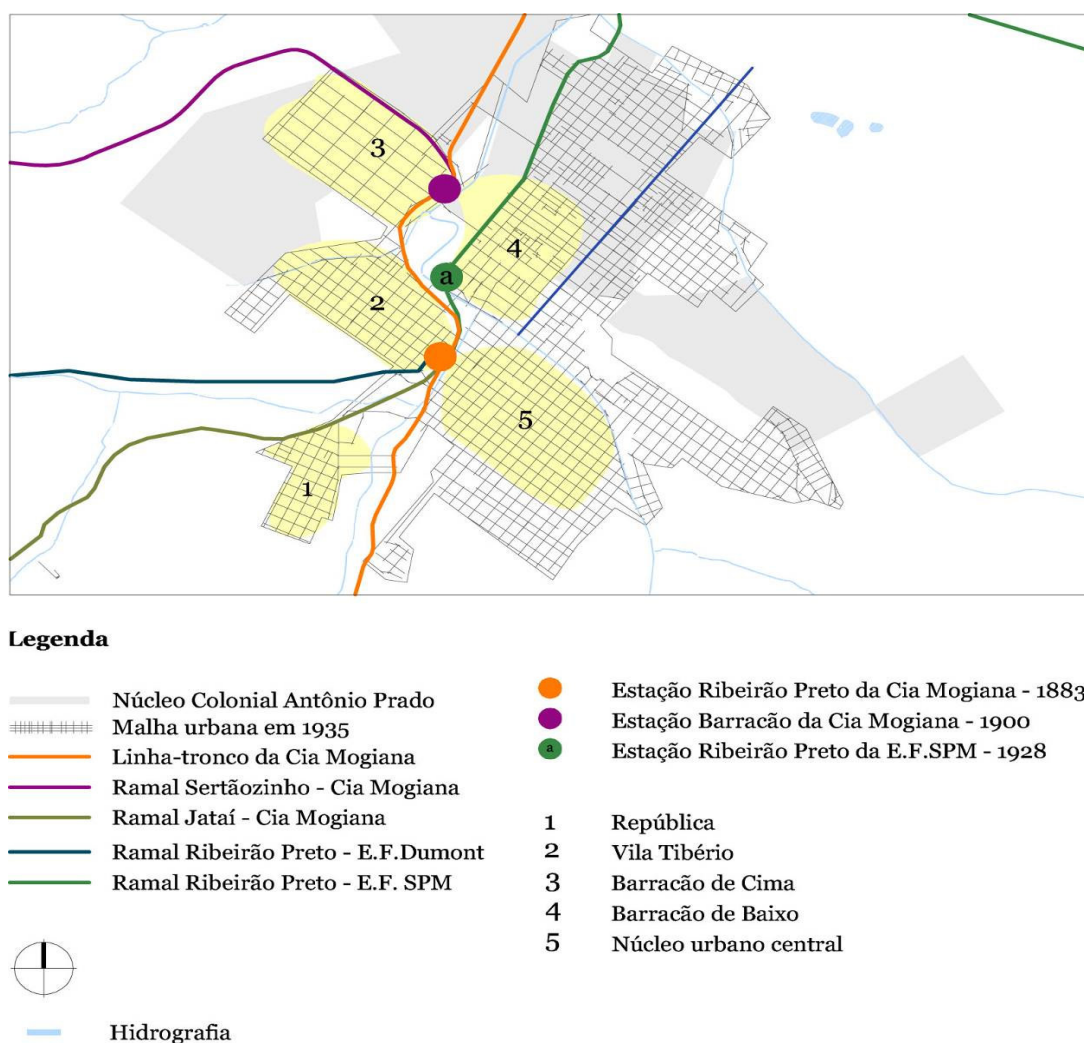 3
4
a
2
5
1
Legenda
Núcleo Colonial Antônio Prado
Malha urbana em 1935
Linha-tronco da Cia Mogiana
Ramal Sertãozinho - Cia Mogiana
Ramal Jataí - Cia Mogiana
Ramal Ribeirão Preto - E.F.Dumont
Ramal Ribeirão Preto - E.F. SPM
Hidrografia
Estação Ribeirão Preto da Cia Mogiana - 1883
Estação Barracão da Cia Mogiana - 1900
a Estação Ribeirão Preto da E.F.SPM - 1928
1 República
2 Vila Tibério
3 Barracão de Cima
4 Barracão de Baixo
5 Núcleo urbano central